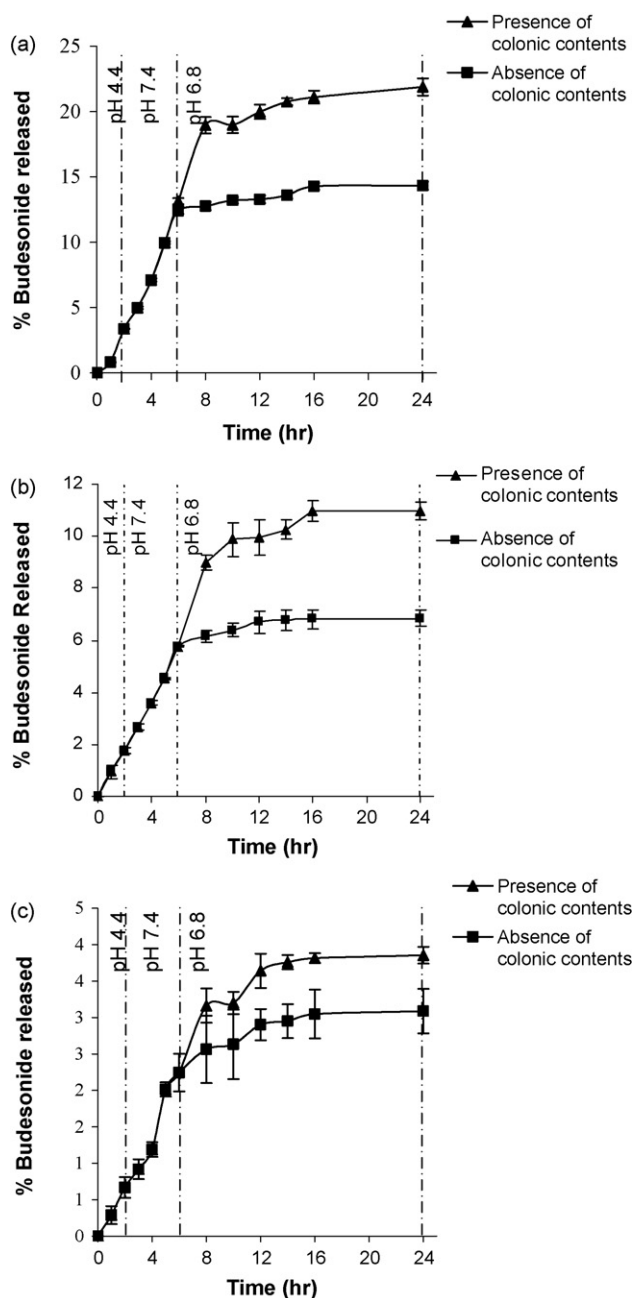 (a)
Presence of
colonic contents
Absence of
colonic contents
% Budesonide released
25
20
15
10
5
0
pH 4.4
pH 7.4
pH 6.8
0 4 8 12 16 20 24
Time (hr)
(b)
Presence of
colonic contents
Absence of
colonic contents
% Budesonide Released
12
10
8
6
4
2
0
pH 4.4
pH 7.4
pH 6.8
0 4 8 12 16 20 24
Time (hr)
(c)
Presence of
colonic contents
Absence of
colonic contents
% Budesonide released
5
4
4
3
3
2
2
1
1
0
pH 4.4
pH 7.4
pH 6.8
0 4 8 12 16 20 24
Time (hr)